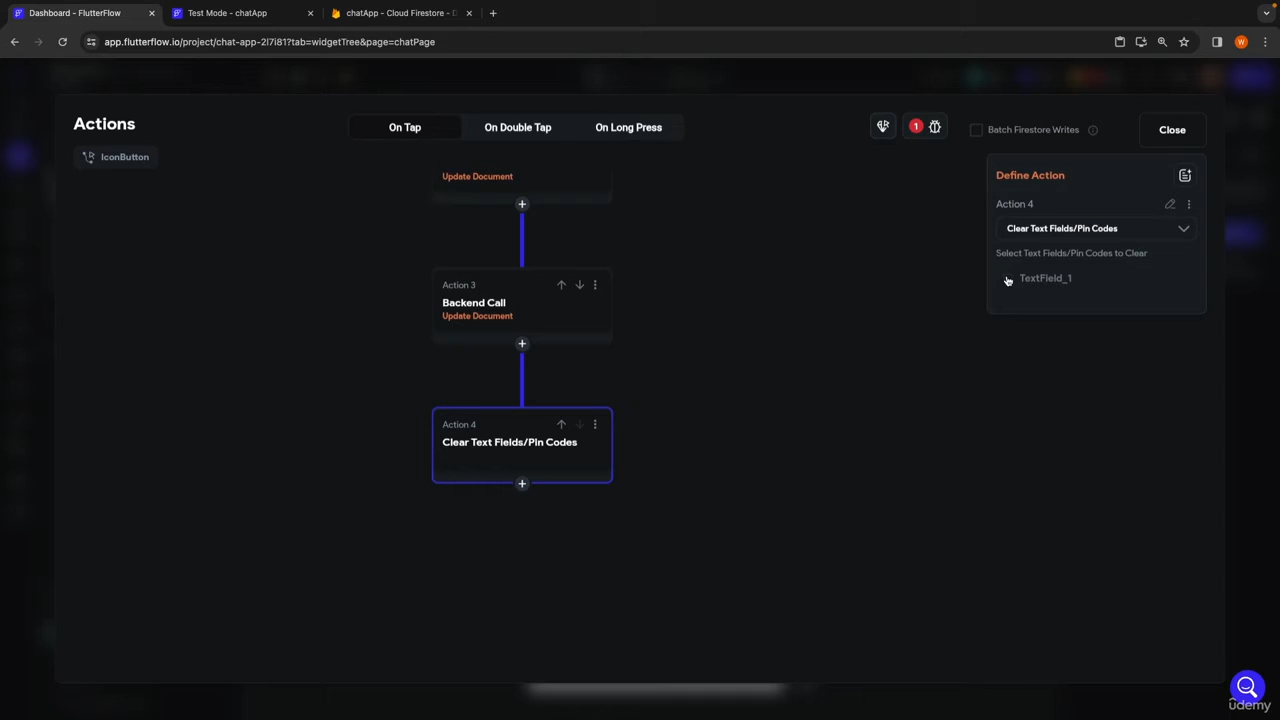 Dashboard - FlutterFlow
Test Mode - chatApp
chatApp - Cloud Firestore - D
app.flutterflow.io/project/chat-app-2l7i81?tab=widgetTree&page=chatPage
W
Actions
On Tap
On Double Tap
On Long Press
1
Batch Firestore Writes
Close
IconButton
Update Document
Define Action
Action 4
Clear Text Fields/Pin Codes
Select Text Fields/Pin Codes to Clear
TextField_1
Action 3
Backend Call
Update Document
Action 4
Clear Text Fields/Pin Codes
ûdemy